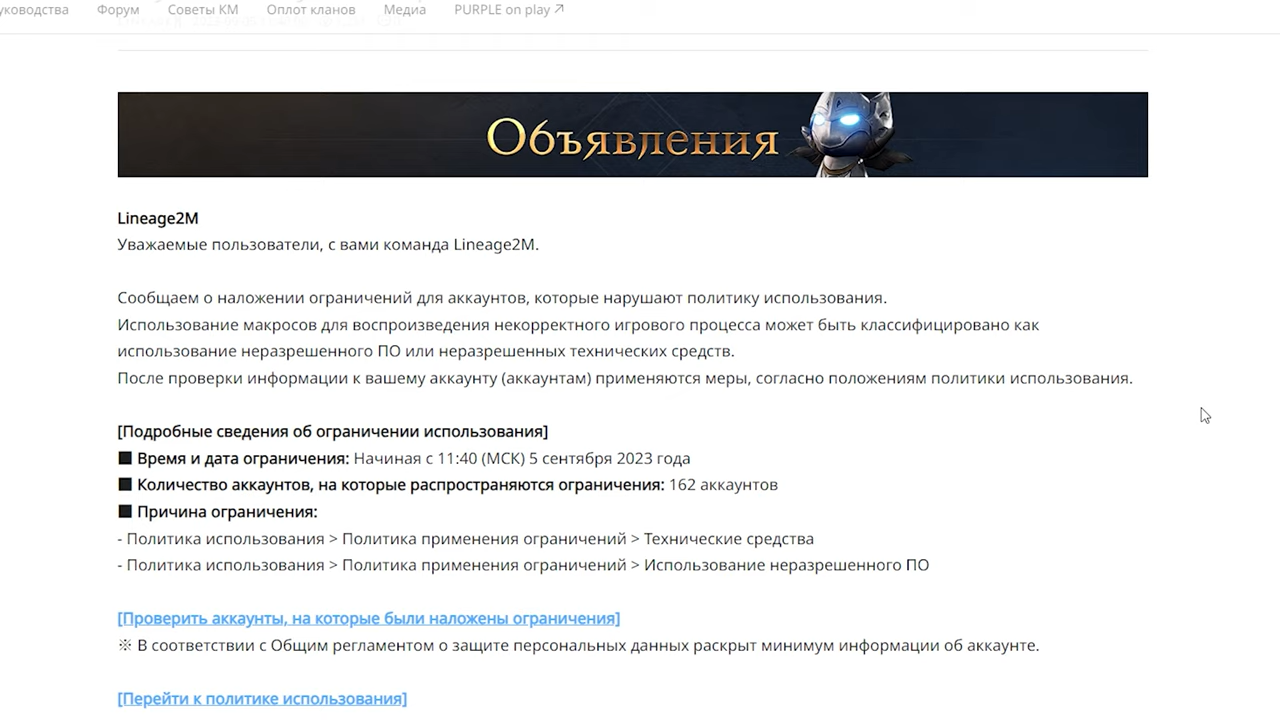 Форум Советы КМ Оплот кланов Медиа PURPLE on play
Объявления
Lineage2M
Уважаемые пользователи, с вами команда Lineage2M.
Сообщаем о наложении ограничений для аккаунтов, которые нарушают политику использования.
Использование макросов для воспроизведения некорректного игрового процесса может быть классифицировано как
использование неразрешенного ПО или неразрешенных технических средств.
После проверки информации к вашему аккаунту (аккаунтам) применяются меры, согласно положениям политики использования.
[Подробные сведения об ограничении использования]
■ Время и дата ограничения: Начиная с 11:40 (МСК) 5 сентября 2023 года
■ Количество аккаунтов, на которые распространяются ограничения: 162 аккаунтов
■ Причина ограничения:
- Политика использования > Политика применения ограничений > Технические средства
- Политика использования > Политика применения ограничений > Использование неразрешенного ПО
[Проверить аккаунты, на которые были наложены ограничения]
※ В соответствии с Общим регламентом о защите персональных данных раскрыт минимум информации об аккаунте.
[Перейти к политике использования]